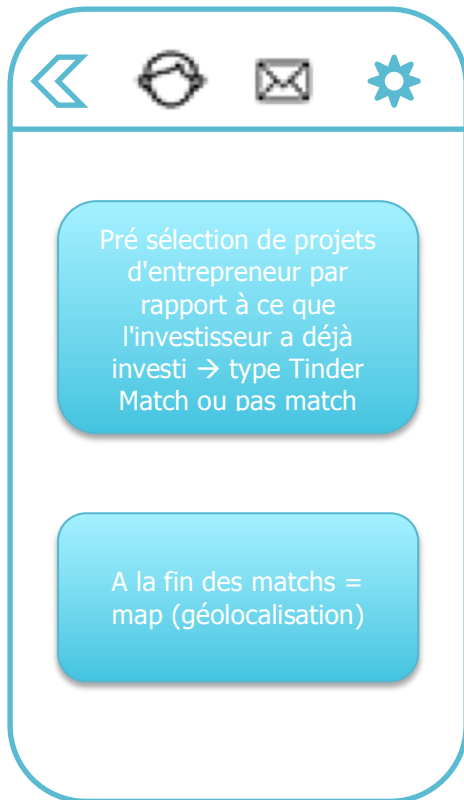 Pré sélection de projets
d'entrepreneur par
rapport à ce que
l'investisseur a déjà
investi → type Tinder
Match ou pas match
A la fin des matchs =
map (géolocalisation)